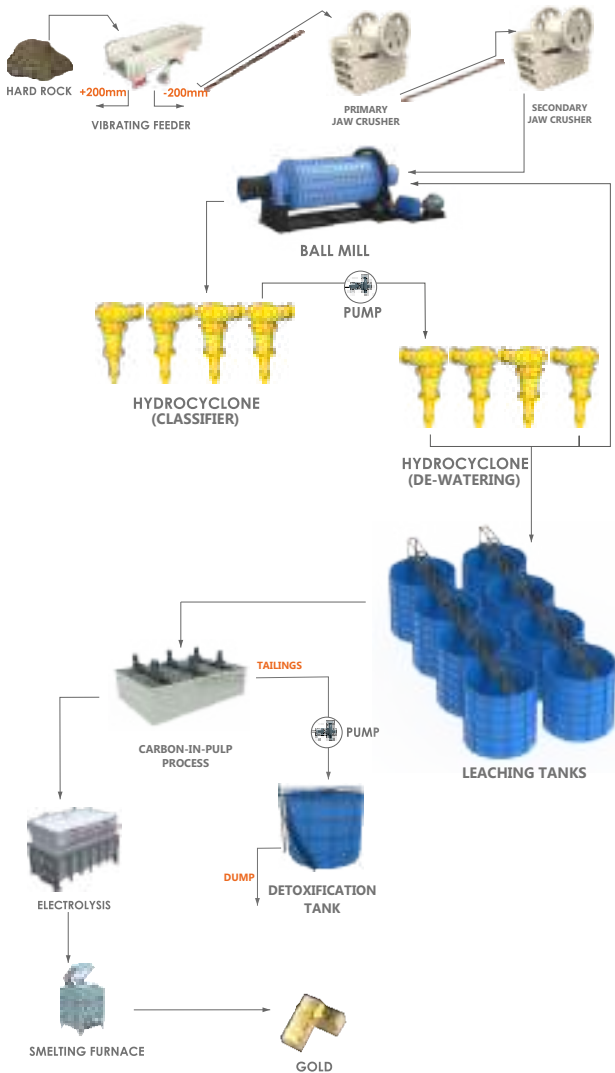 HARD ROCK
+200mm
-200mm
VIBRATING FEEDER
PRIMARY
JAW CRUSHER
SECONDARY
JAW CRUSHER
BALL MILL
PUMP
HYDROCYCLONE
(CLASSIFIER)
HYDROCYCLONE
(DE-WATERING)
TAILINGS
CARBON-IN-PULP
PROCESS
PUMP
LEACHING TANKS
ELECTROLYSIS
DUMP
DETOXIFICATION
TANK
SMELTING FURNACE
GOLD